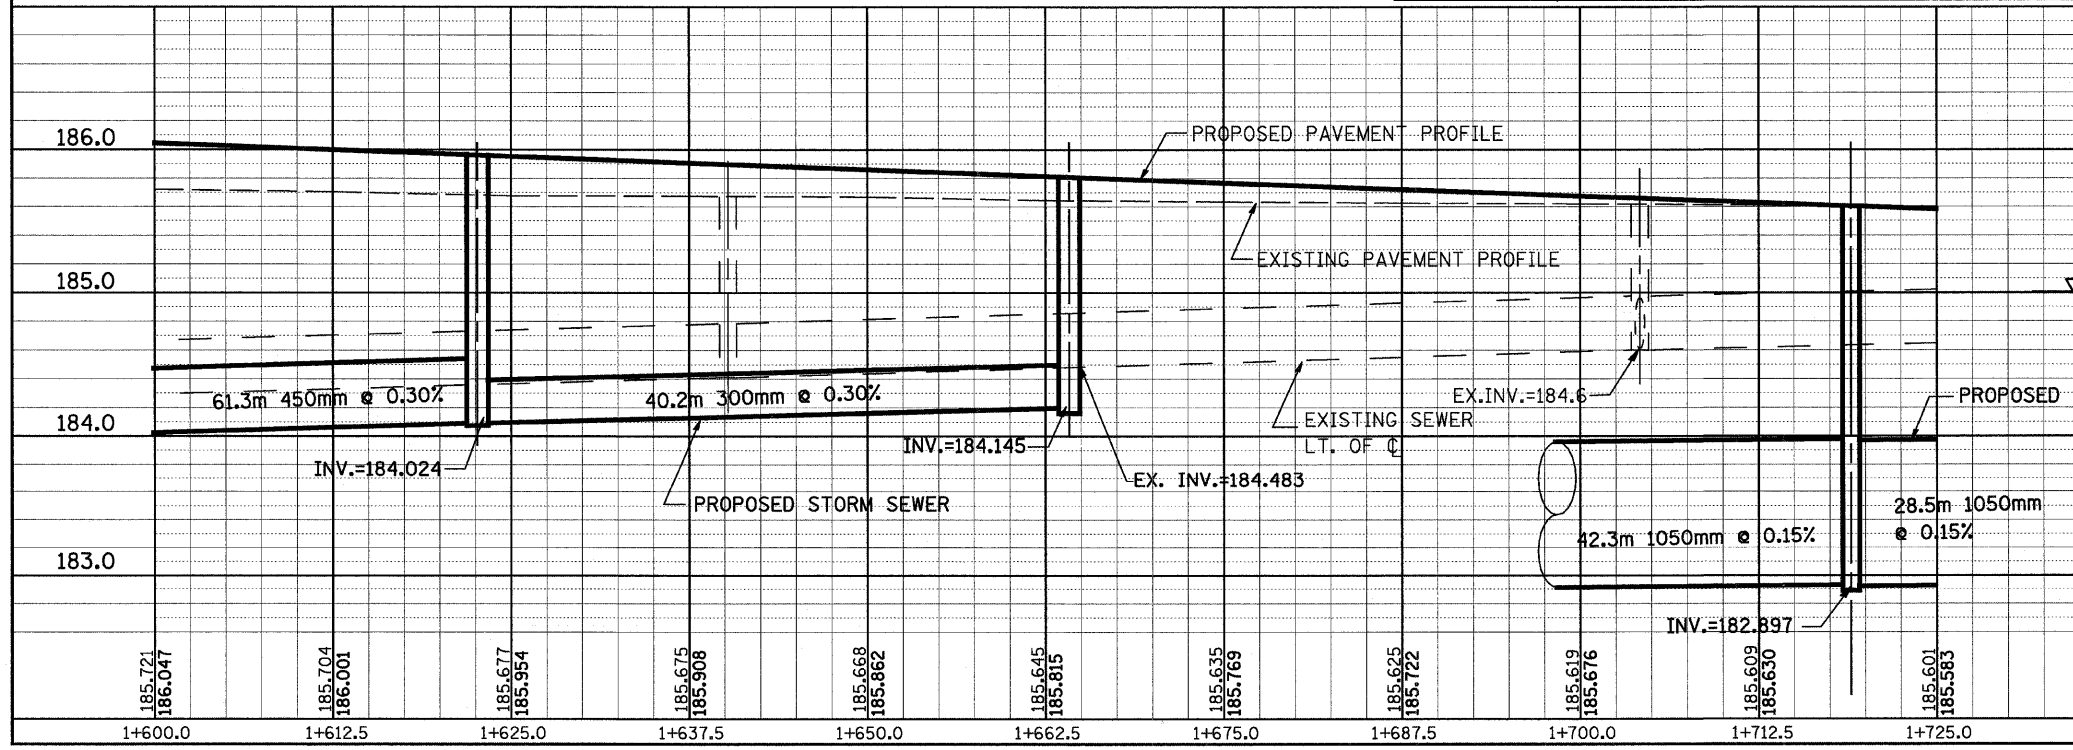 PROPOSED PAVEMENT PROFILE
186.0
EXISTING PAVEMENT PROFILE
185.0
61.3m 450mm @ 0.30%
40.2m 300mm @ 0.30%
EX.INV.=184.6
PROPOSED
184.0
EXISTING SEWER
LT. OF ℄
INV.=184.145
INV.=184.024
EX. INV.=184.483
PROPOSED STORM SEWER
28.5m 1050mm
@ 0.15%
42.3m 1050mm @ 0.15%
183.0
INV.=182.897
185.721
186.047
185.704
186.001
185.677
185.954
185.675
185.908
185.668
185.862
185.645
185.815
185.635
185.769
185.625
185.722
185.619
185.676
185.609
185.630
185.601
185.583
1+600.0 1+612.5 1+625.0 1+637.5 1+650.0 1+662.5 1+675.0 1+687.5 1+700.0 1+712.5 1+725.0